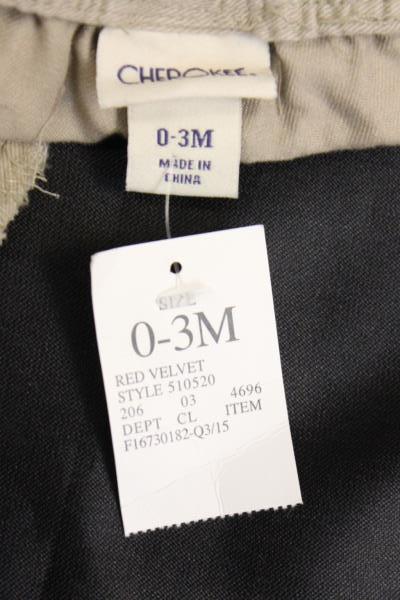 CHEROKEE.
0-3M
MADE IN
CHINA
SIZE
0-3M
RED VELVET
STYLE 510520
206 03 4696
DEPT CL ITEM
F16730182-Q3/15